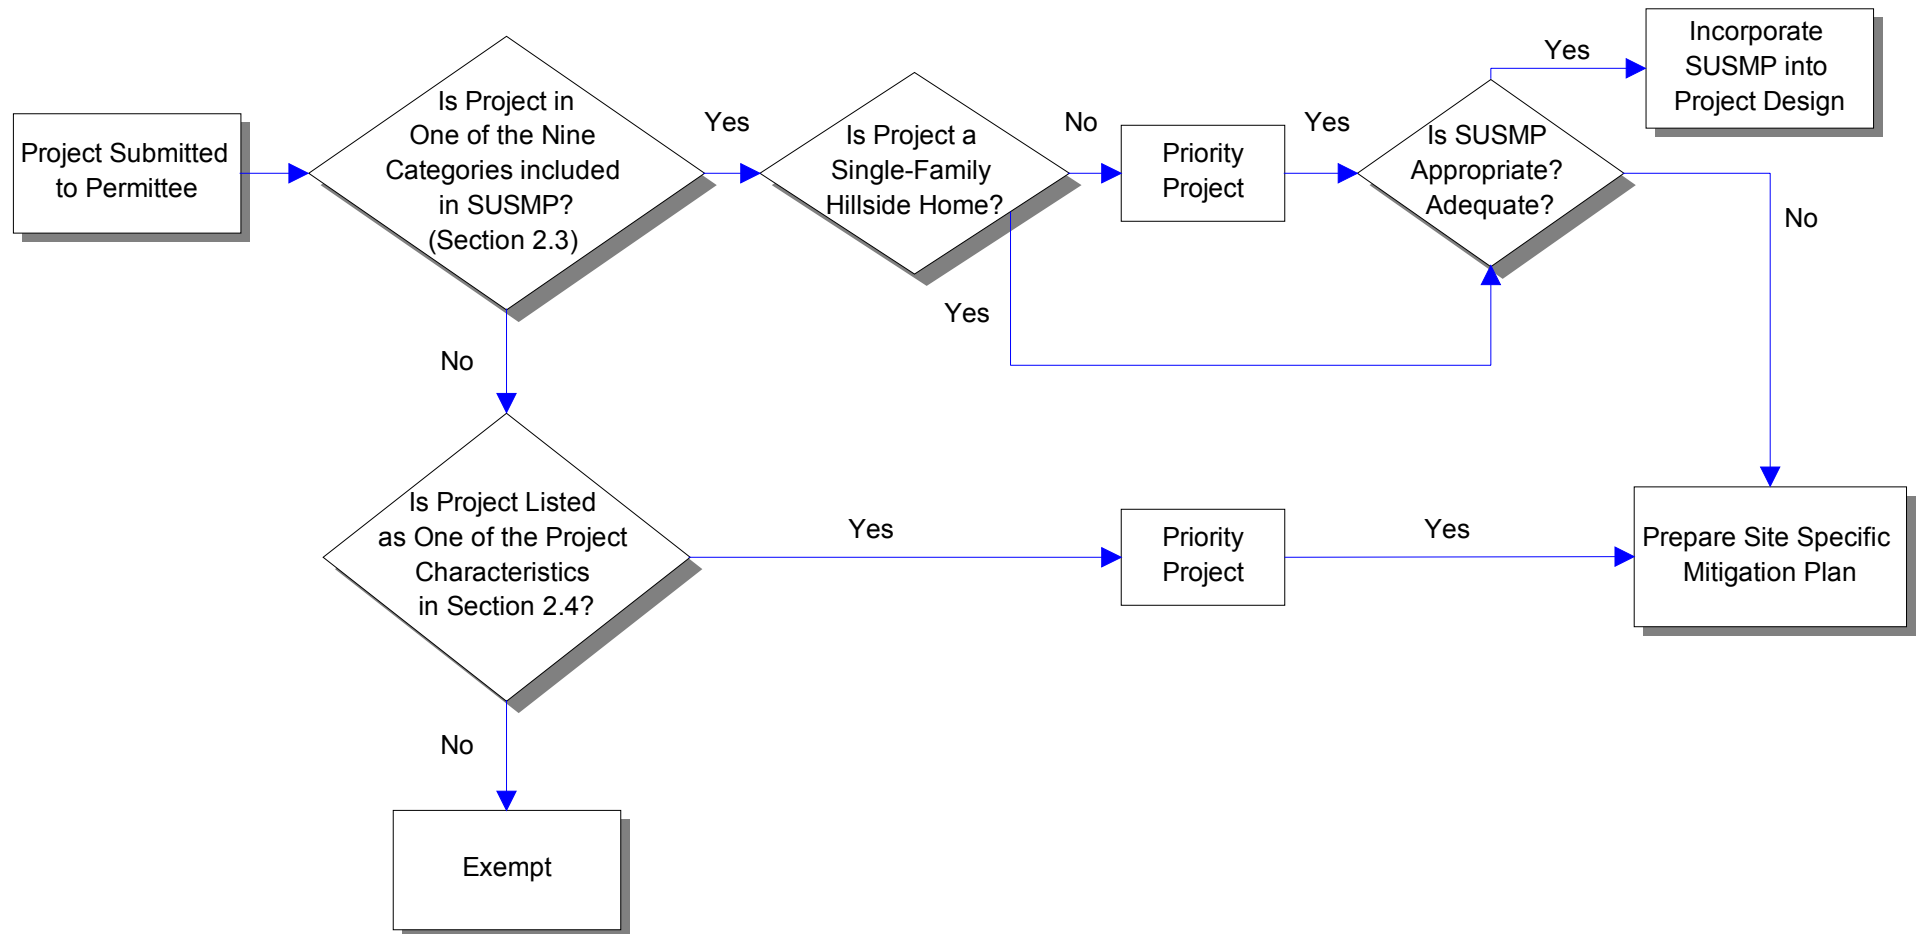 Project Submitted
to Permittee
Is Project in
One of the Nine
Categories included
in SUSMP?
(Section 2.3)
Yes
Is Project a
Single-Family
Hillside Home?
No
Priority
Project
Yes
Is SUSMP
Appropriate?
Adequate?
Yes
Incorporate
SUSMP into
Project Design
No
Yes
No
Is Project Listed
as One of the Project
Characteristics
in Section 2.4?
Yes
Priority
Project
Yes
Prepare Site Specific
Mitigation Plan
No
Exempt